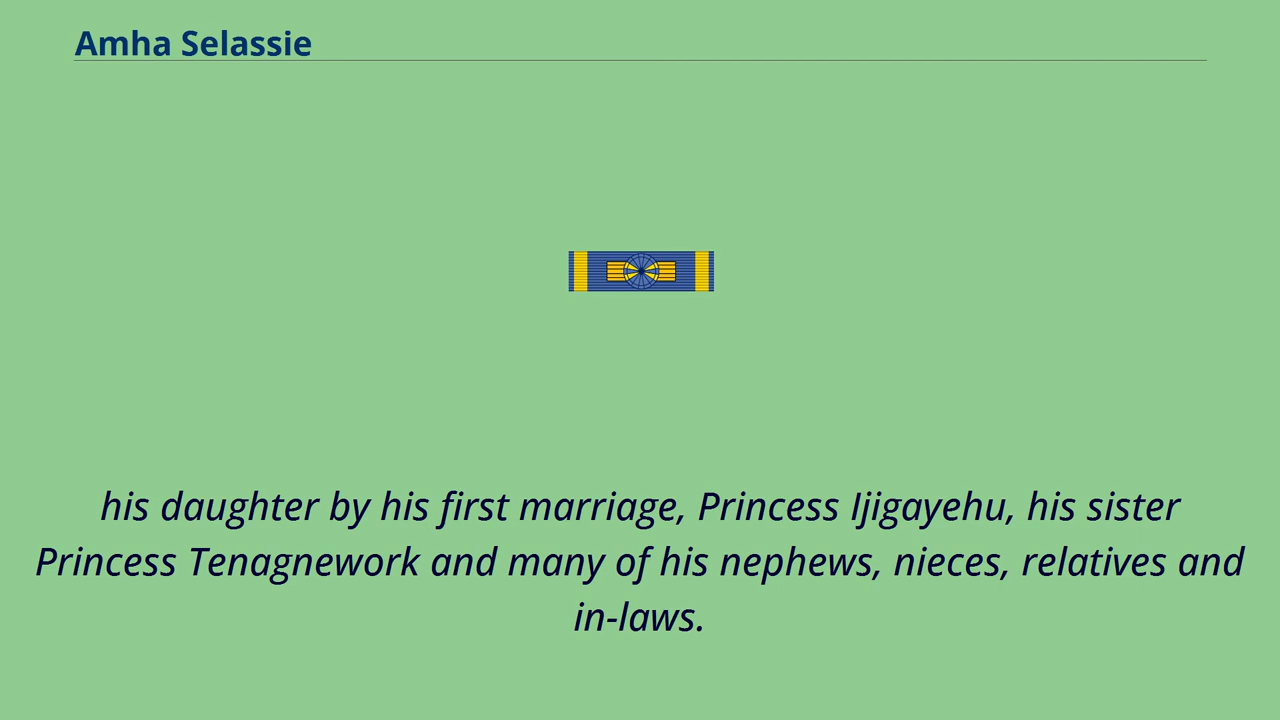 Amha Selassie
his daughter by his first marriage, Princess Ijigayehu, his sister
Princess Tenagnework and many of his nephews, nieces, relatives and
in-laws.